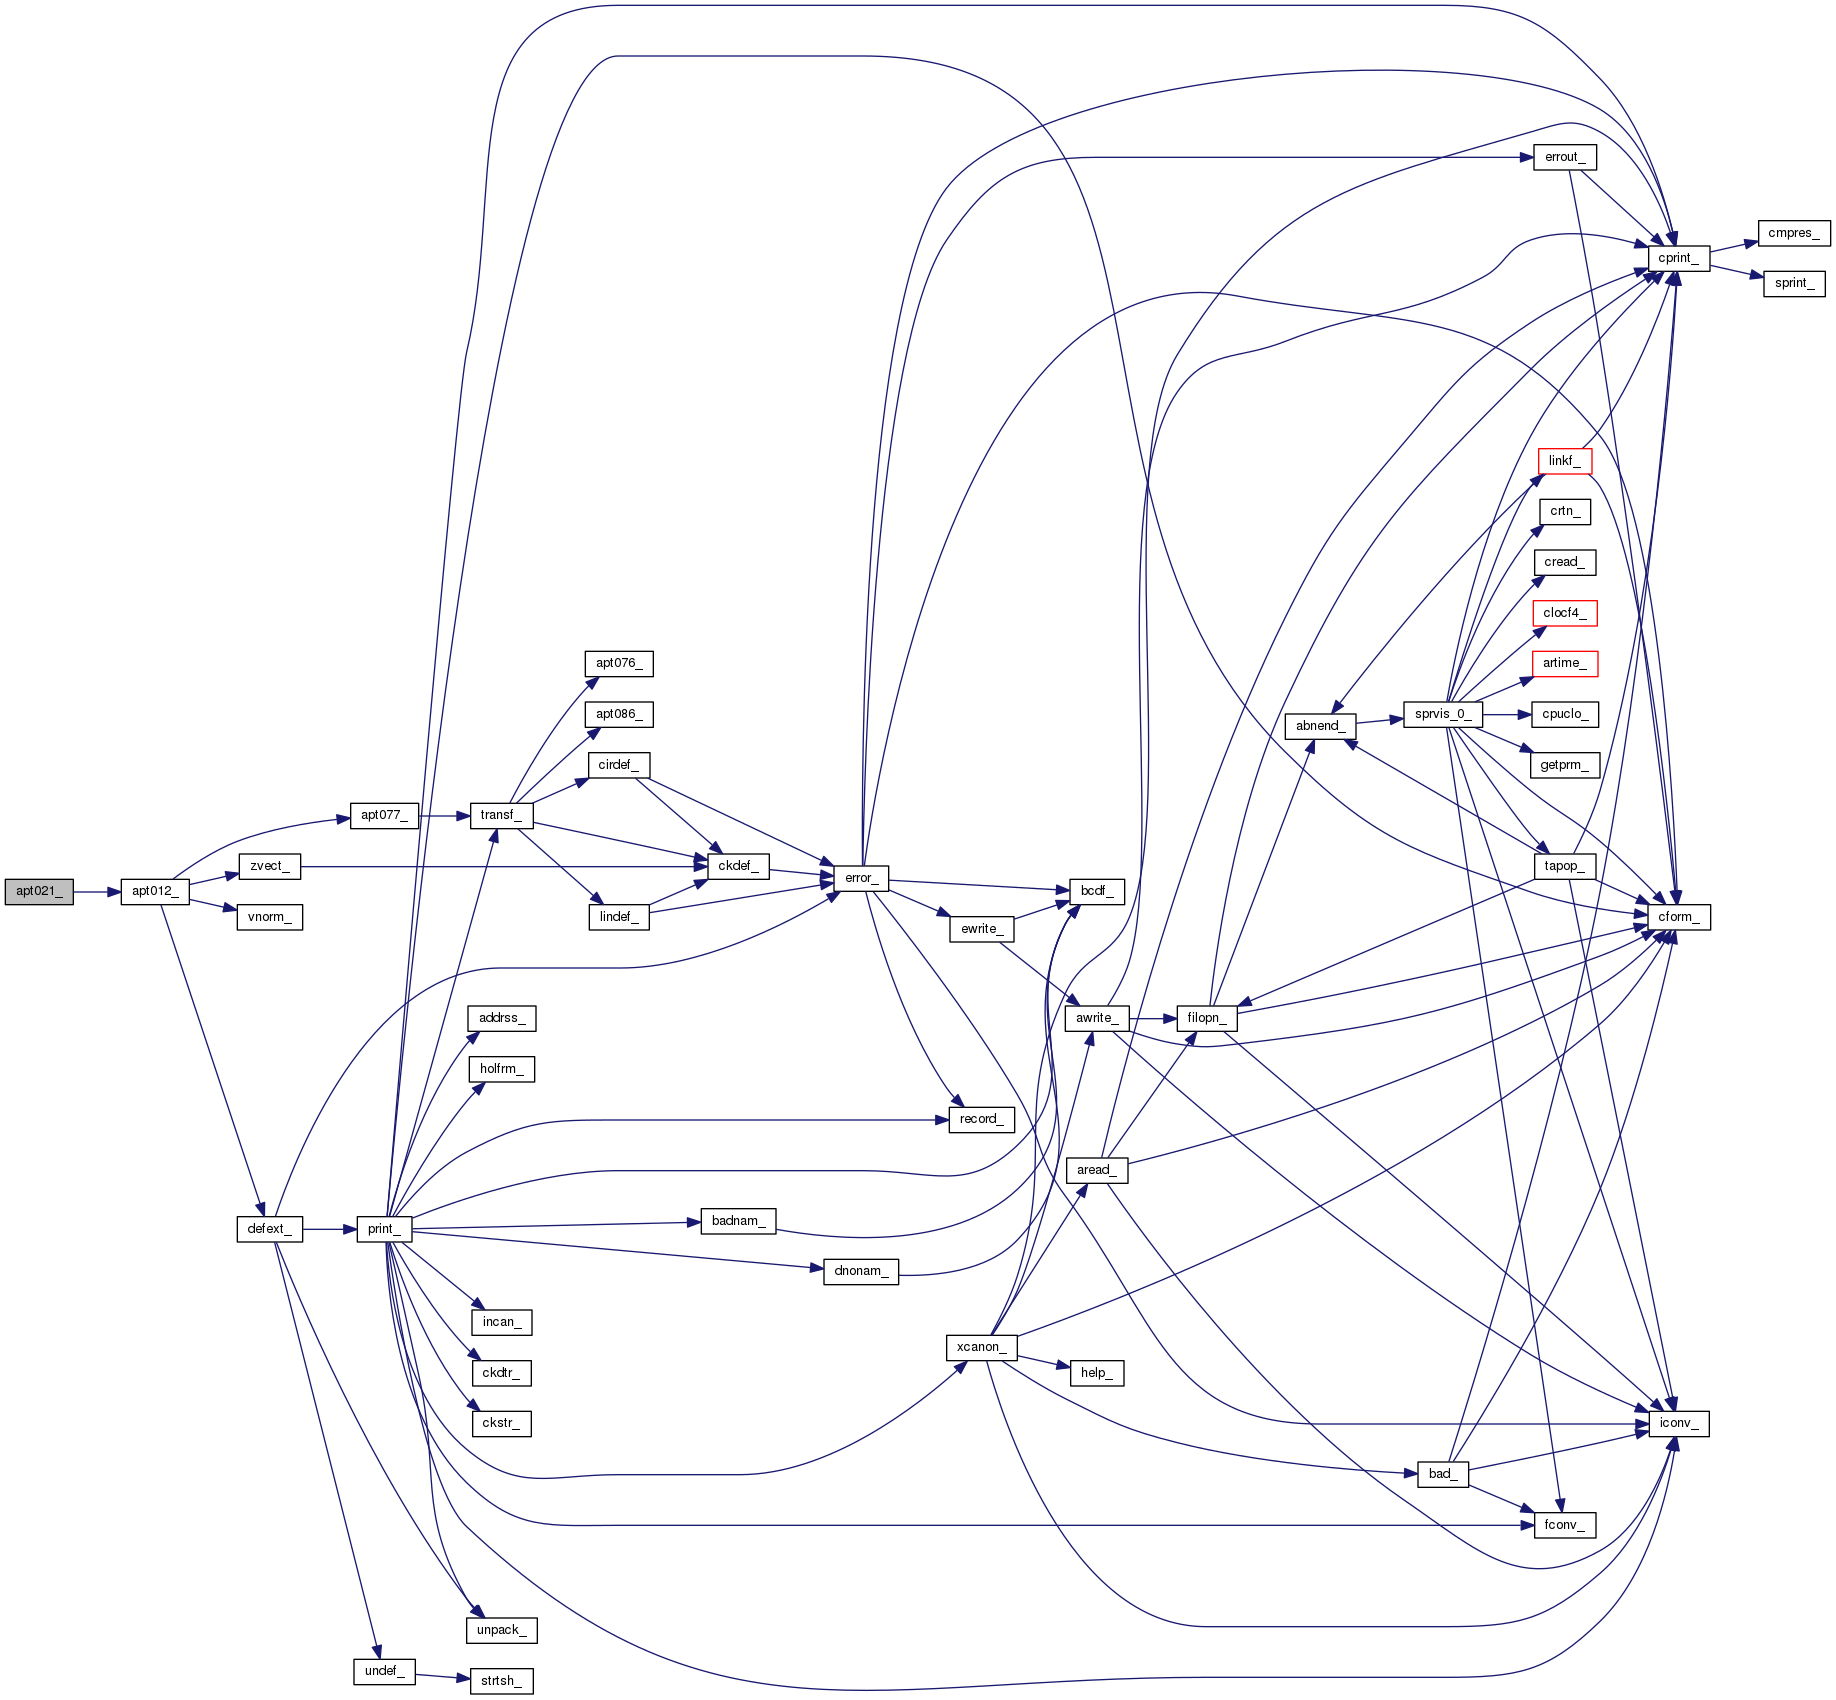 apt021_
apt012_
apt077_
zvect_
vnorm_
defext_
print_
undef_
transf_
addrss_
holfrm_
incan_
ckdtr_
ckstr_
unpack_
strtsh_
apt076_
apt086_
cirdef_
lindef_
ckdef_
badnam_
dnonam_
error_
ewrite_
record_
xcanon_
bcdf_
awrite_
aread_
help_
filopn_
abnend_
sprvis_0_
bad_
errout_
linkf_
crtn_
cread_
clocf4_
artime_
cpuclo_
getprm_
tapop_
fconv_
cprint_
cform_
iconv_
cmpres_
sprint_